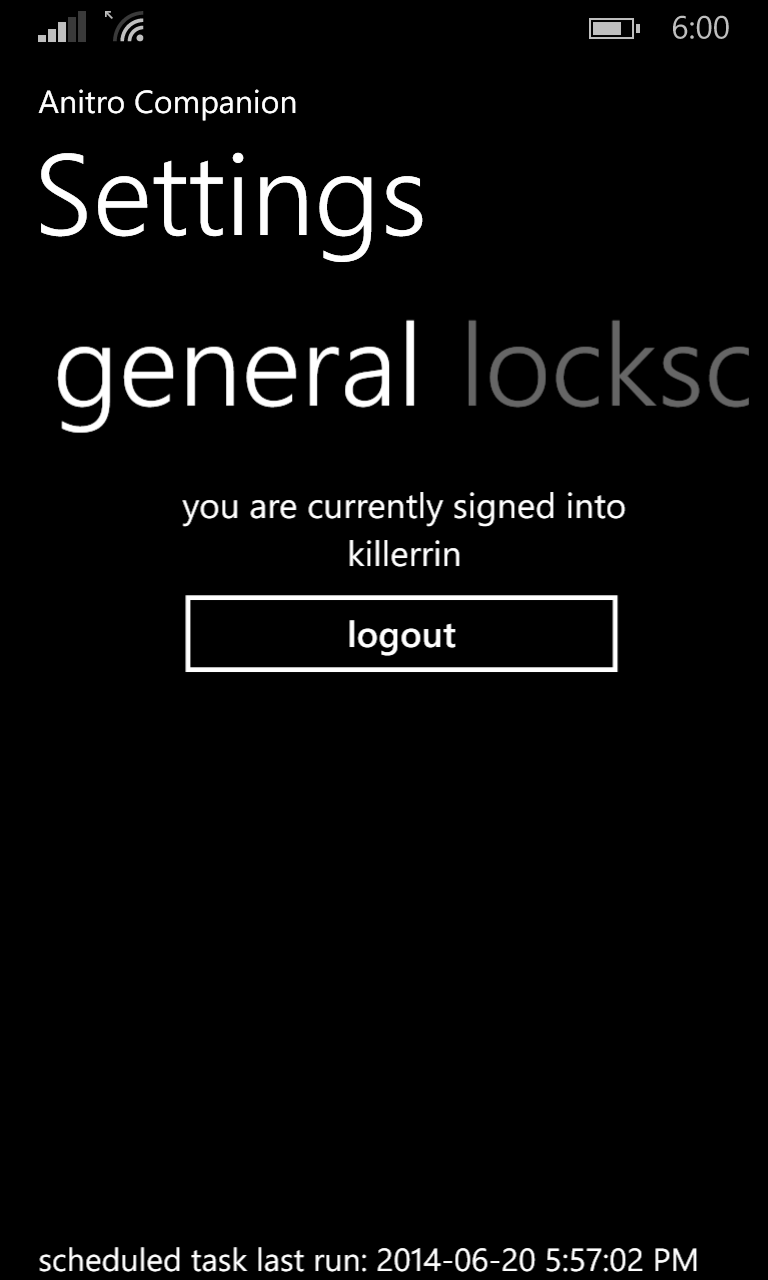 6:00
Anitro Companion
Settings
general locksc
you are currently signed into
killerrin
logout
scheduled task last run: 2014-06-20 5:57:02 PM